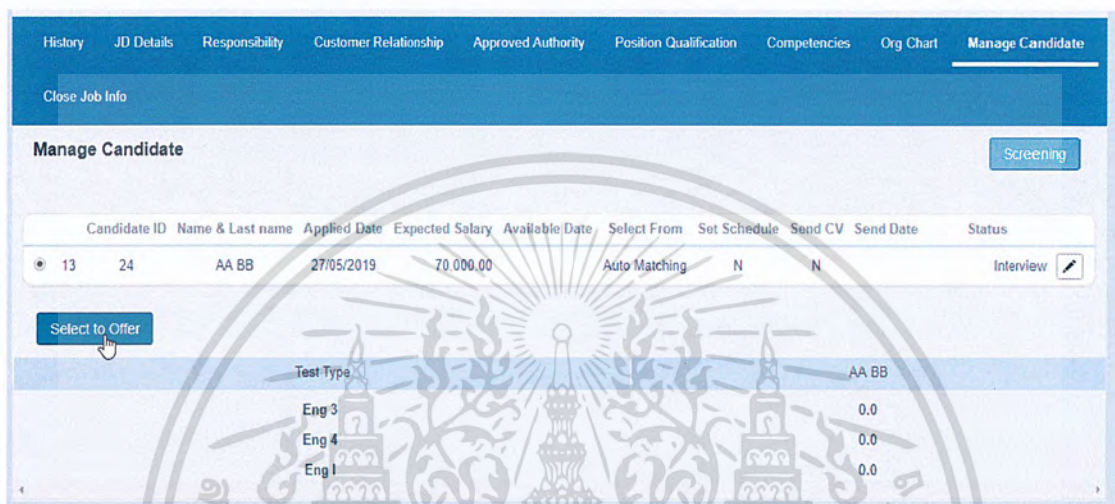 History JD Details Responsibility Customer Relationship Approved Authority Position Qualification Competencies Org Chart Manage Candidate
Close Job Info
Manage Candidate Screening
Candidate ID Name & Last name Applied Date Expected Salary Available Date Select From Set Schedule Send CV Send Date Status
13 24 AA BB 27/05/2019 70,000.00 Auto Matching N N Interview
Select to Offer
Test Type AA BB
Eng 3 0.0
Eng 4 0.0
Eng I 0.0